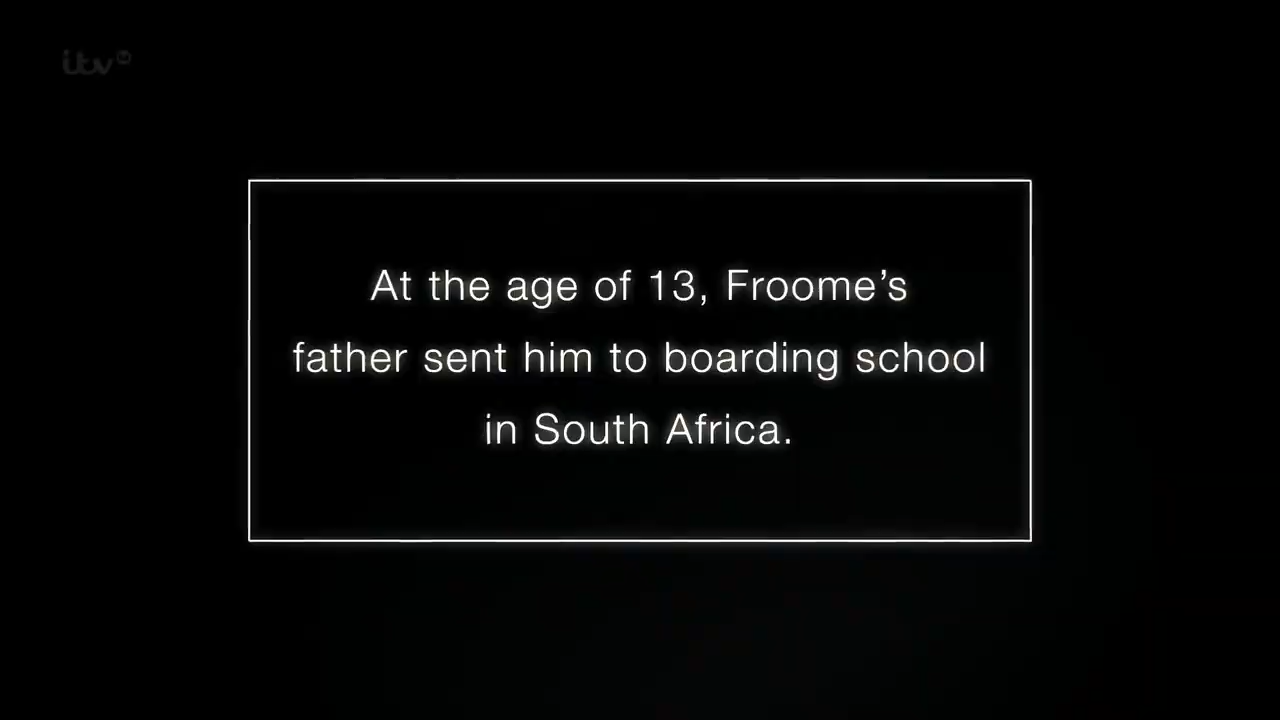 itv
At the age of 13, Froome’s
father sent him to boarding school
in South Africa.